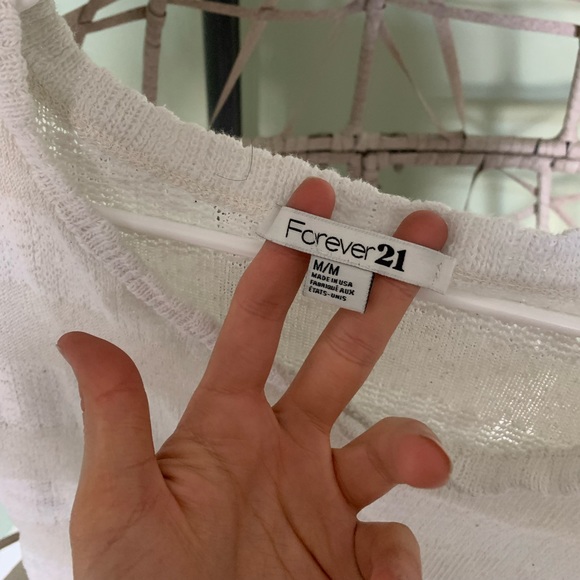 Forever21
M/M
MADE IN USA
FABRIQUÉ AUX
ÉTATS-UNIS